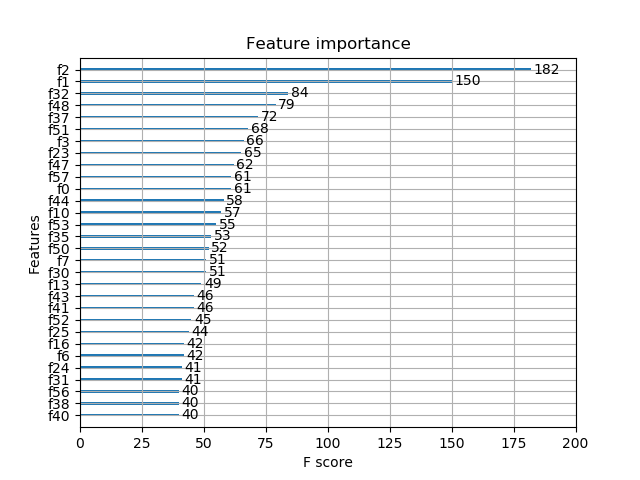 Feature importance
f2 182
f1 150
f32 84
f48 79
f37 72
f51 68
f3 66
f23 65
f47 62
f57 61
f0 61
f44 58
f10 57
f53 55
f35 53
f50 52
f7 51
f30 51
f13 49
f43 46
f41 46
f52 45
f25 44
f16 42
f6 42
f24 41
f31 41
f56 40
f38 40
f40 40
Features
0 25 50 75 100 125 150 175 200
F score